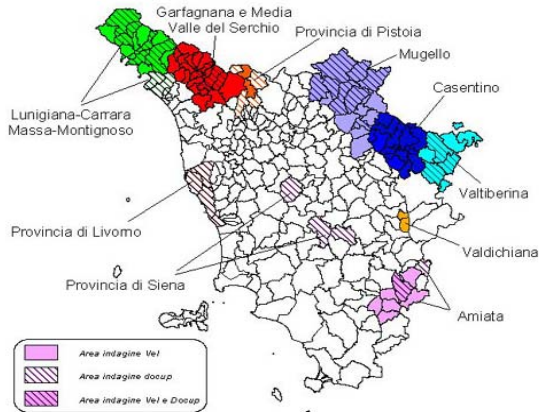 Garfagnana e Media
Valle del Serchio
Provincia di Pistoia
Mugello
Casentino
Lunigiana-Carrara
Massa-Montignoso
Valtiberina
Provincia di Livorno
Valdichiana
Provincia di Siena
Amiata
Area indagine Vel
Area indagine docup
Area indagine Vel e Docup